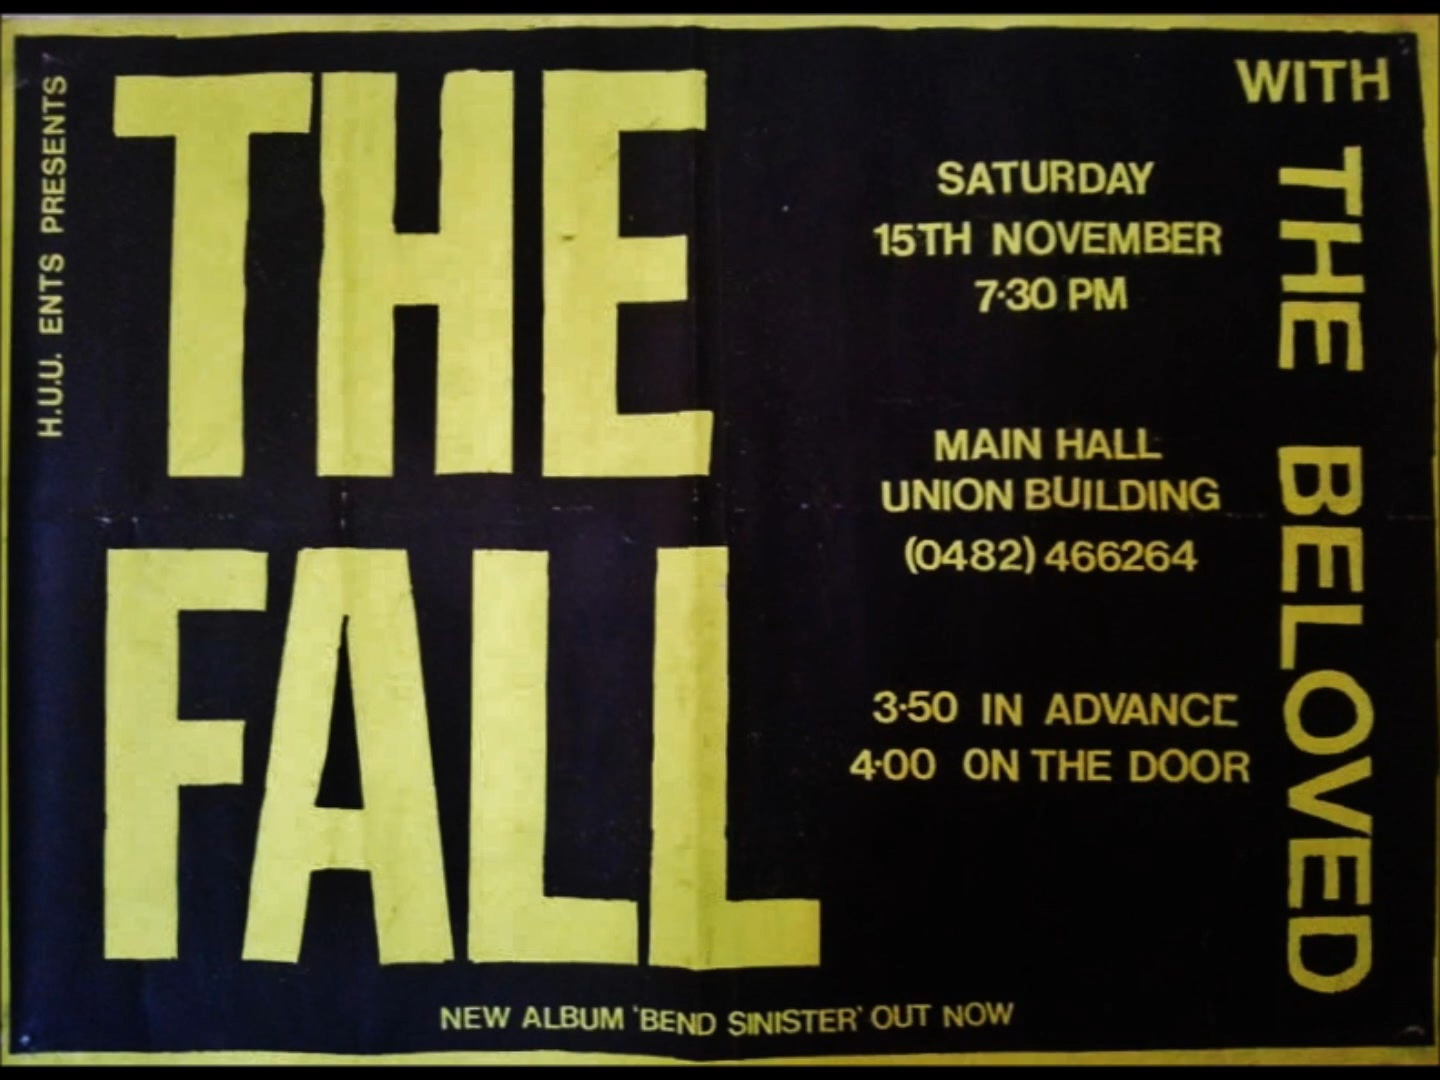 H.U.U. ENTS PRESENTS
THE
FALL
WITH
THE BELOVED
SATURDAY
15TH NOVEMBER
7·30 PM
MAIN HALL
UNION BUILDING
(0482) 466264
3·50 IN ADVANCE
4·00 ON THE DOOR
NEW ALBUM 'BEND SINISTER' OUT NOW